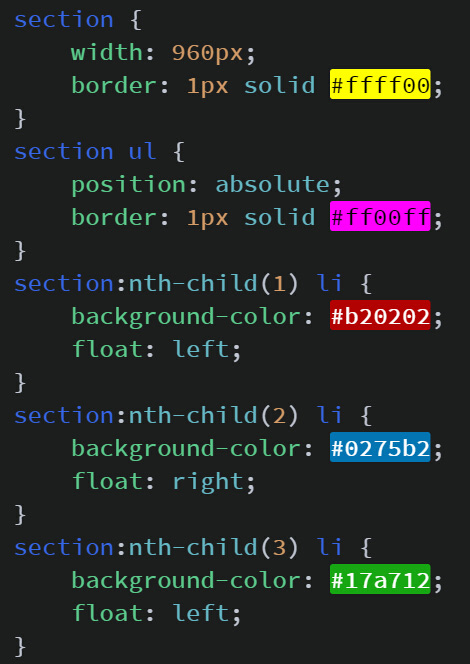 section {
    width: 960px;
    border: 1px solid #ffff00;
}
section ul {
    position: absolute;
    border: 1px solid #ff00ff;
}
section:nth-child(1) li {
    background-color: #b20202;
    float: left;
}
section:nth-child(2) li {
    background-color: #0275b2;
    float: right;
}
section:nth-child(3) li {
    background-color: #17a712;
    float: left;
}